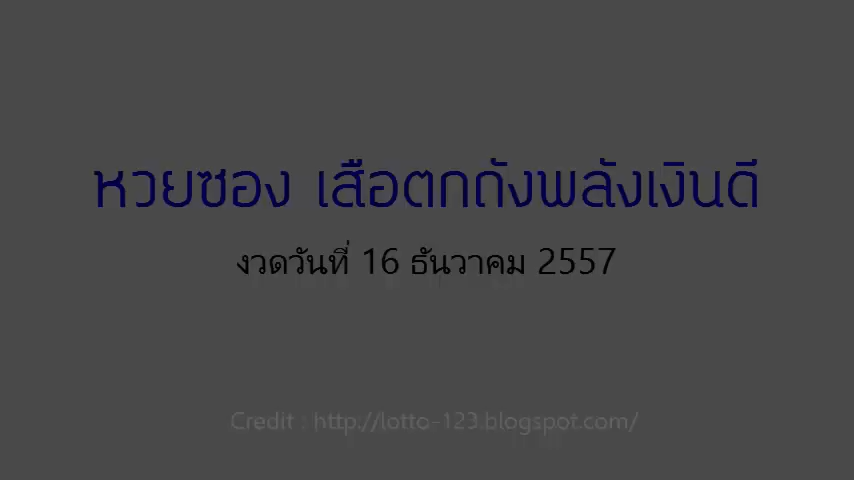 หวยซอง เสือตกถังพลังเงินดี
งวดวันที่ 16 ธันวาคม 2557
Credit : http://lotto-123.blogspot.com/